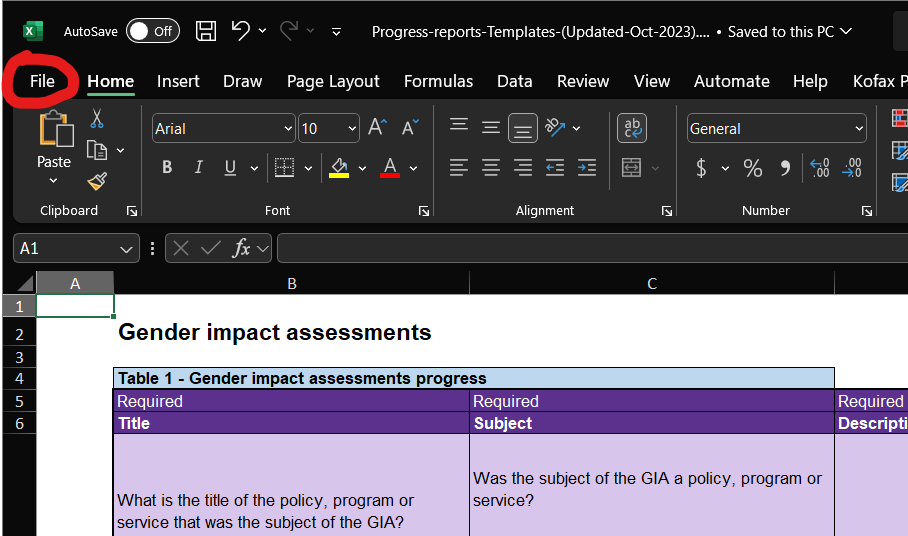 AutoSave Off Progress-reports-Templates-(Updated-Oct-2023).... • Saved to this PC
File Home Insert Draw Page Layout Formulas Data Review View Automate Help Kofax P
Arial 10 A A ab General
Paste B I U A $ % , .00
Clipboard Font Alignment Number
A1 fx
A B C
1
2 Gender impact assessments
3
4 Table 1 - Gender impact assessments progress
5 Required Required Required
6 Title Subject Descripti
Was the subject of the GIA a policy, program or
What is the title of the policy, program or service?
service that was the subject of the GIA?